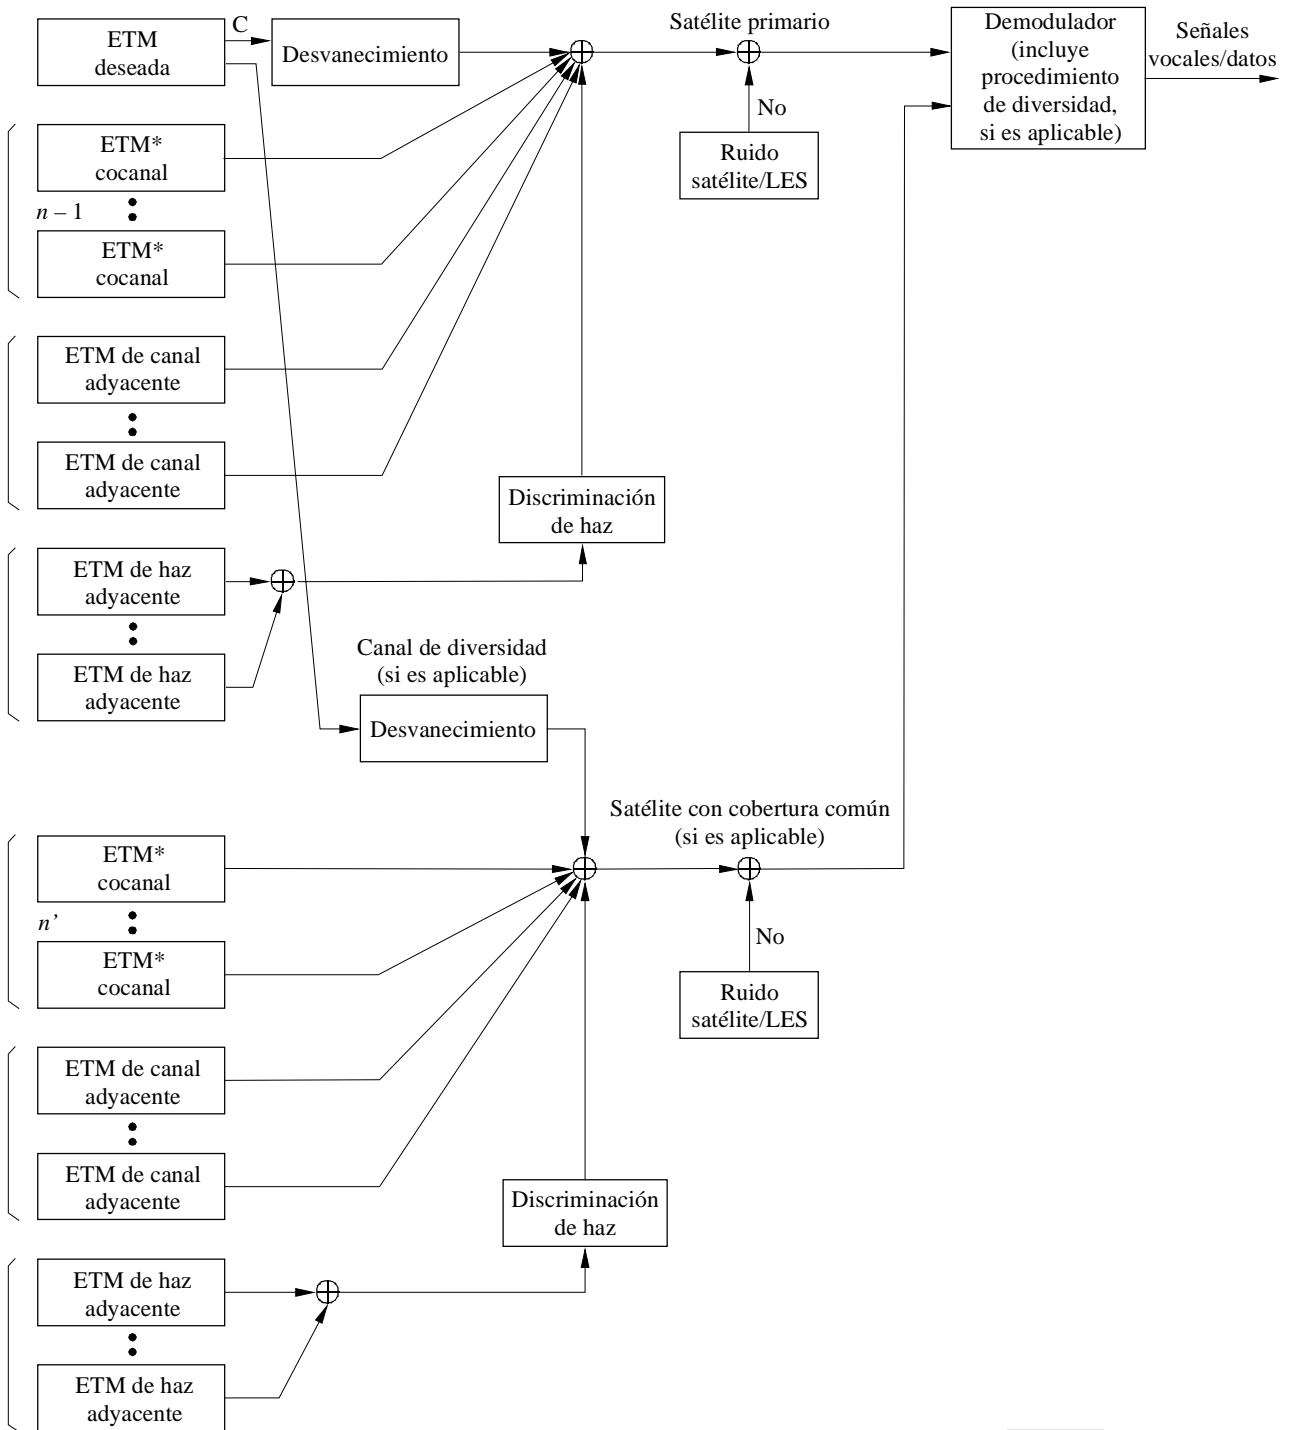 ETM
deseada
C
Desvanecimiento
Satélite primario
Demodulador
(incluye
procedimiento
de diversidad,
si es aplicable)
Señales
vocales/datos
No
Ruido
satélite/LES
ETM*
cocanal
n – 1
ETM*
cocanal
ETM de canal
adyacente
ETM de canal
adyacente
Discriminación
de haz
ETM de haz
adyacente
ETM de haz
adyacente
Canal de diversidad
(si es aplicable)
Desvanecimiento
Satélite con cobertura común
(si es aplicable)
ETM*
cocanal
n’
ETM*
cocanal
No
Ruido
satélite/LES
ETM de canal
adyacente
ETM de canal
adyacente
Discriminación
de haz
ETM de haz
adyacente
ETM de haz
adyacente